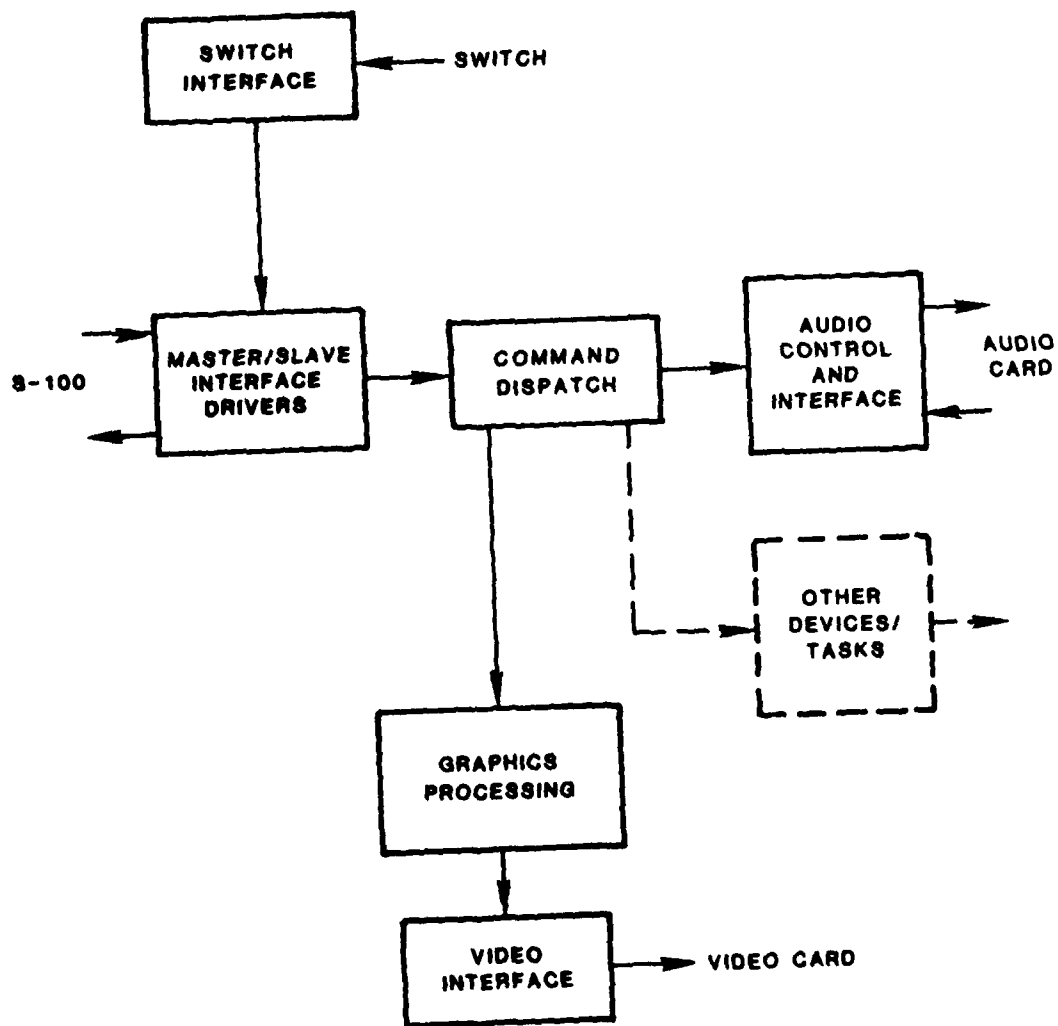 SWITCH
INTERFACE
SWITCH
S-100
MASTER/SLAVE
INTERFACE
DRIVERS
COMMAND
DISPATCH
AUDIO
CONTROL
AND
INTERFACE
AUDIO
CARD
OTHER
DEVICES/
TASKS
GRAPHICS
PROCESSING
VIDEO
INTERFACE
VIDEO CARD